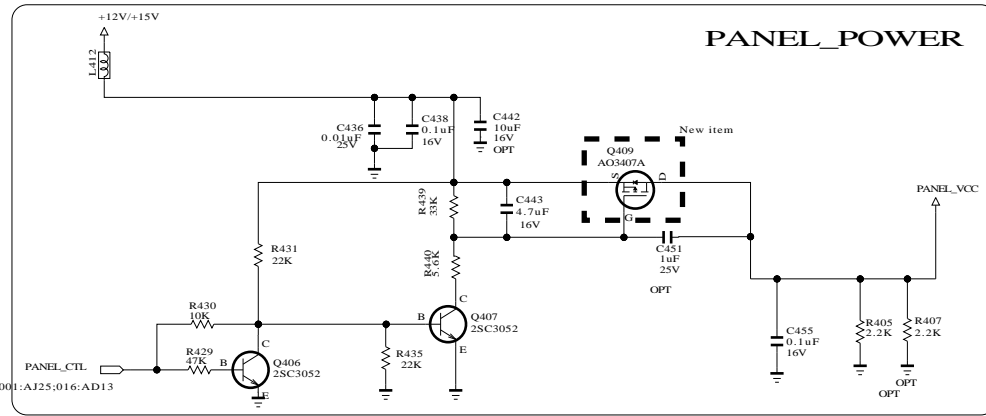 +12V/+15V
PANEL_POWER
L412
C436
0.01uF
25V
C438
0.1uF
16V
C442
10uF
16V
OPT
New item
Q409
AO3407A
S
D
G
R439
33K
C443
4.7uF
16V
PANEL_VCC
R431
22K
R440
5.6K
C451
1uF
25V
OPT
R430
10K
C
B
Q407
2SC3052
E
R429
47K
C
B
Q406
2SC3052
E
R435
22K
C455
0.1uF
16V
R405
2.2K
OPT
R407
2.2K
OPT
PANEL_CTL
001:AJ25;016:AD13